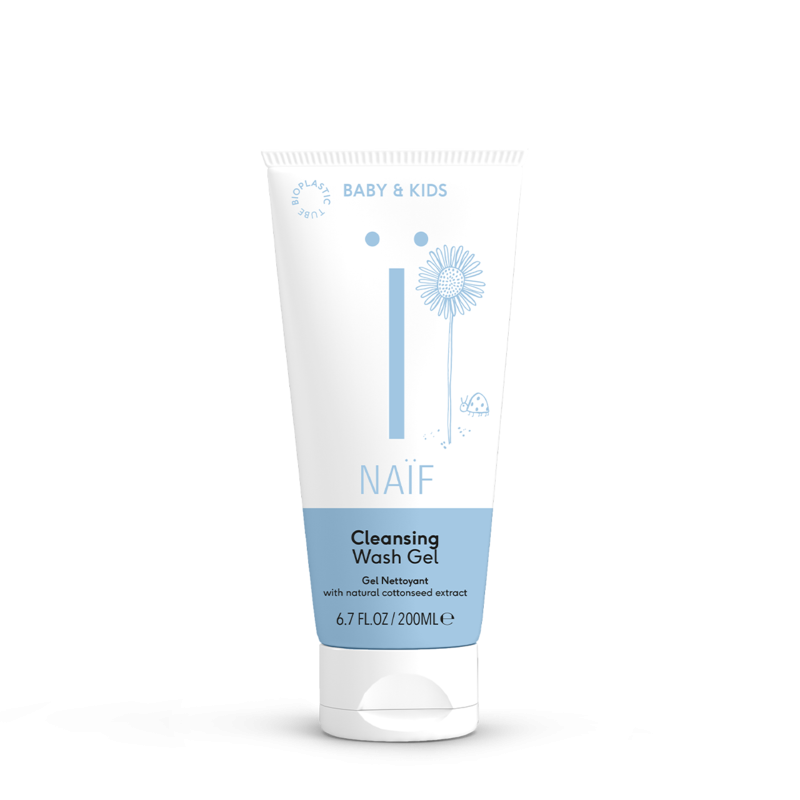 BIOPLASTIC TUBE
BABY & KIDS
Ï
NAÏF
Cleansing
Wash Gel
Gel Nettoyant
with natural cottonseed extract
6.7 FL.OZ / 200ML ℮